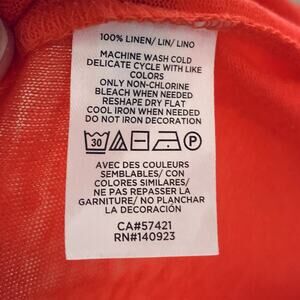 100% LINEN/ LIN/ LINO
MACHINE WASH COLD
DELICATE CYCLE WITH LIKE
COLORS
ONLY NON-CHLORINE
BLEACH WHEN NEEDED
RESHAPE DRY FLAT
COOL IRON WHEN NEEDED
DO NOT IRON DECORATION
30 P
AVEC DES COULEURS
SEMBLABLES/ CON
COLORES SIMILARES/
NE PAS REPASSER LA
GARNITURE/ NO PLANCHAR
LA DECORACIÓN
CA#57421
RN#140923